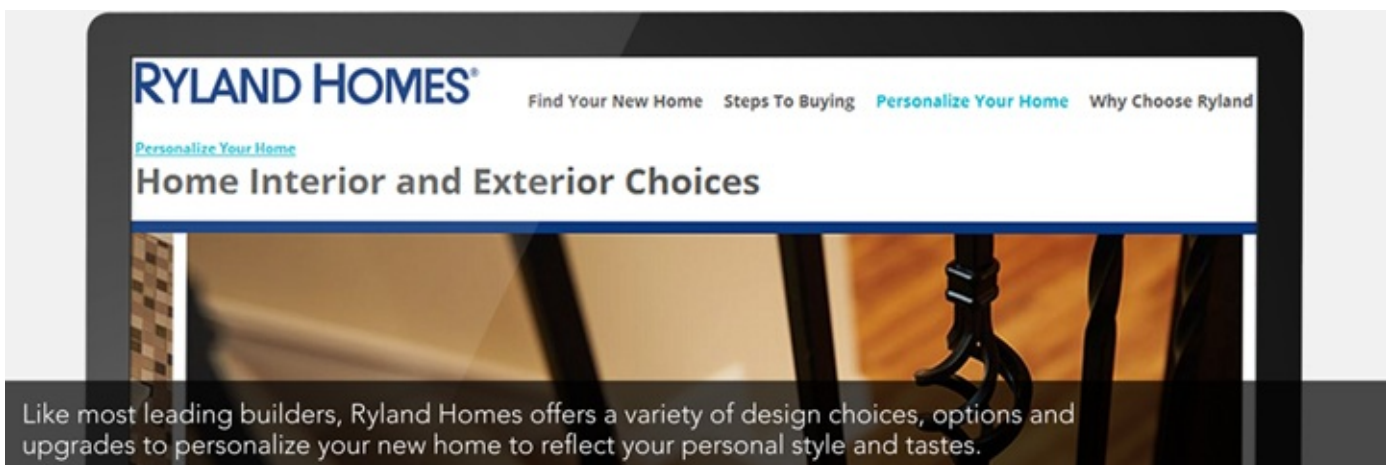 RYLAND HOMES®
Find Your New Home Steps To Buying Personalize Your Home Why Choose Ryland
Personalize Your Home
Home Interior and Exterior Choices
Like most leading builders, Ryland Homes offers a variety of design choices, options and
upgrades to personalize your new home to reflect your personal style and tastes.